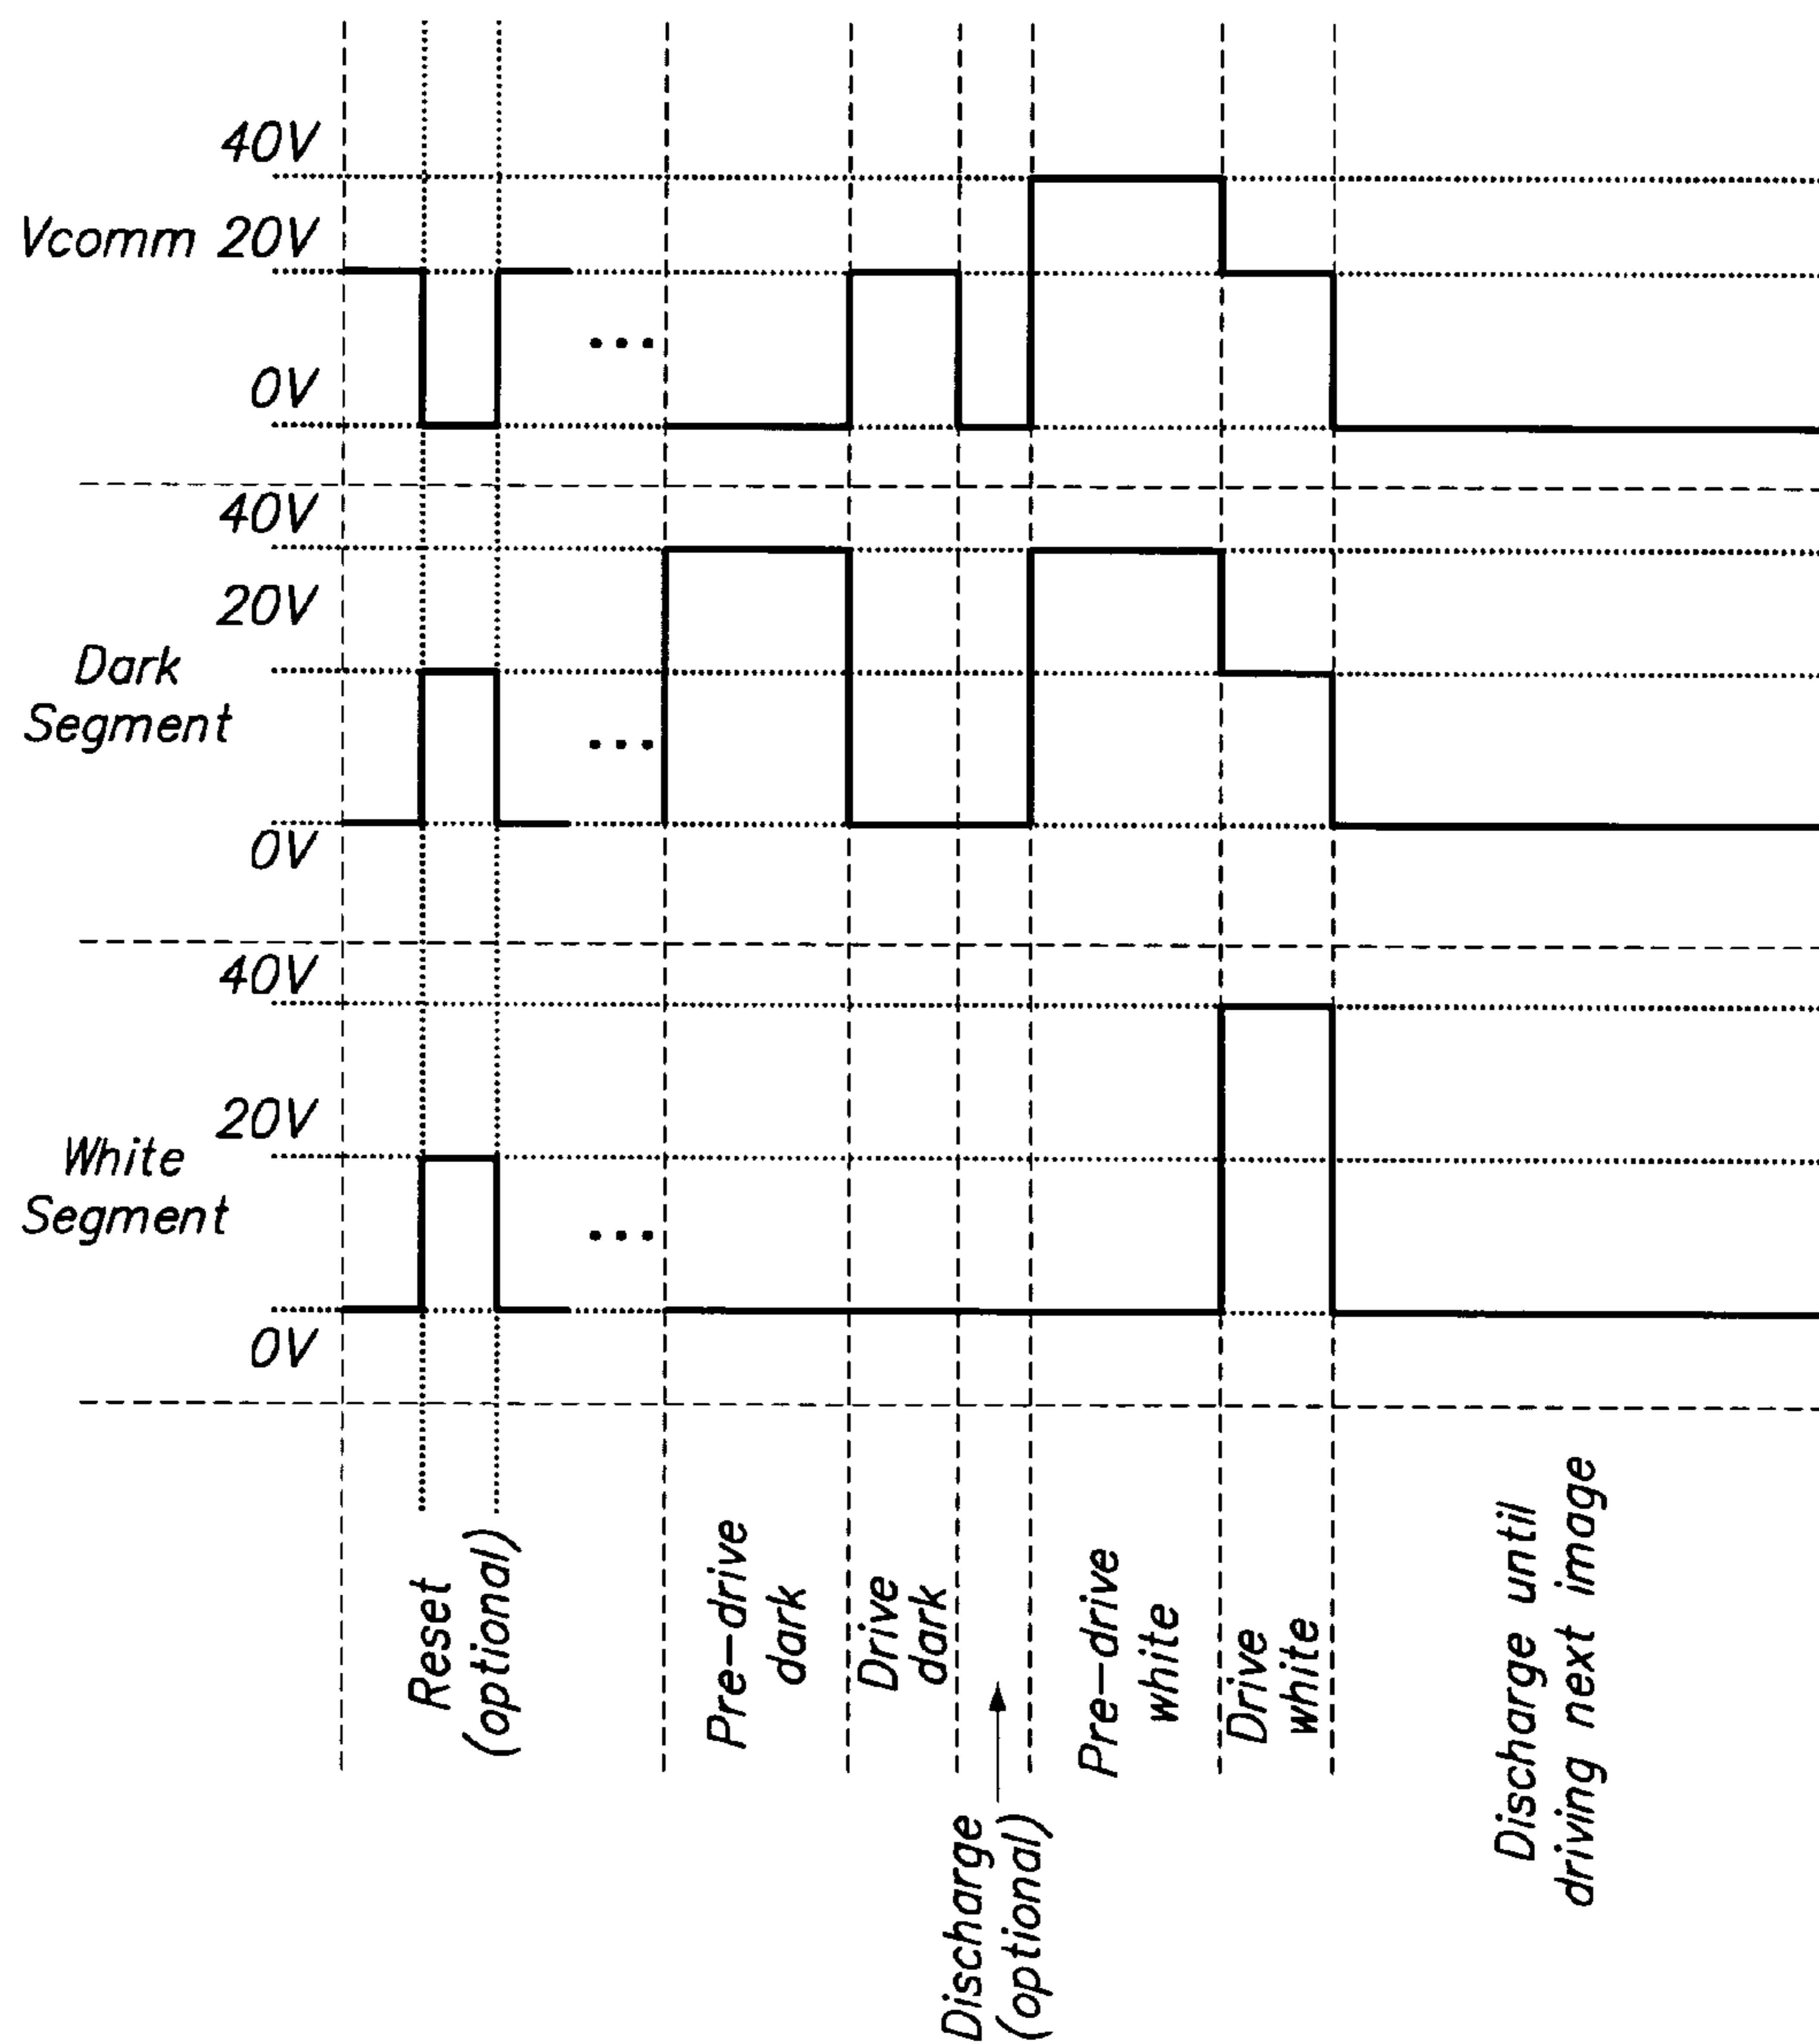 40V
Vcomm 20V
0V
40V
20V
Dark
Segment
0V
40V
20V
White
Segment
0V
Reset
(optional)
Pre-drive
dark
Drive
dark
Discharge
(optional)
Pre-drive
white
Drive
white
Discharge until
driving next image